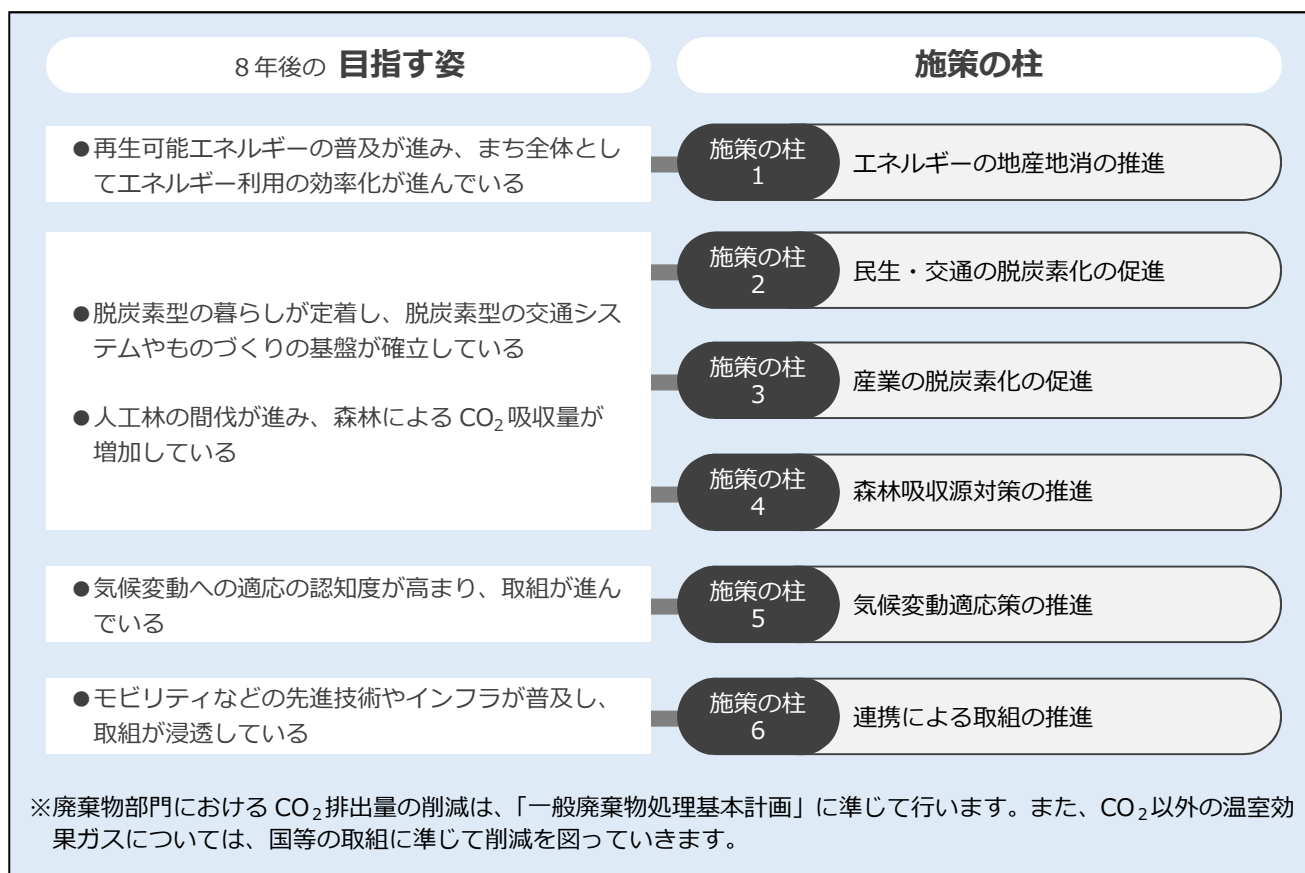 8年後の 目指す姿
施策の柱
●再生可能エネルギーの普及が進み、まち全体とし
てエネルギー利用の効率化が進んでいる
施策の柱
1
エネルギーの地産地消の推進
●脱炭素型の暮らしが定着し、脱炭素型の交通シス
テムやものづくりの基盤が確立している
●人工林の間伐が進み、森林による CO₂吸収量が
増加している
施策の柱
2
民生・交通の脱炭素化の促進
施策の柱
3
産業の脱炭素化の促進
施策の柱
4
森林吸収源対策の推進
●気候変動への適応の認知度が高まり、取組が進ん
でいる
施策の柱
5
気候変動適応策の推進
●モビリティなどの先進技術やインフラが普及し、
取組が浸透している
施策の柱
6
連携による取組の推進
※廃棄物部門における CO₂排出量の削減は、「一般廃棄物処理基本計画」に準じて行います。また、CO₂以外の温室効
果ガスについては、国等の取組に準じて削減を図っていきます。